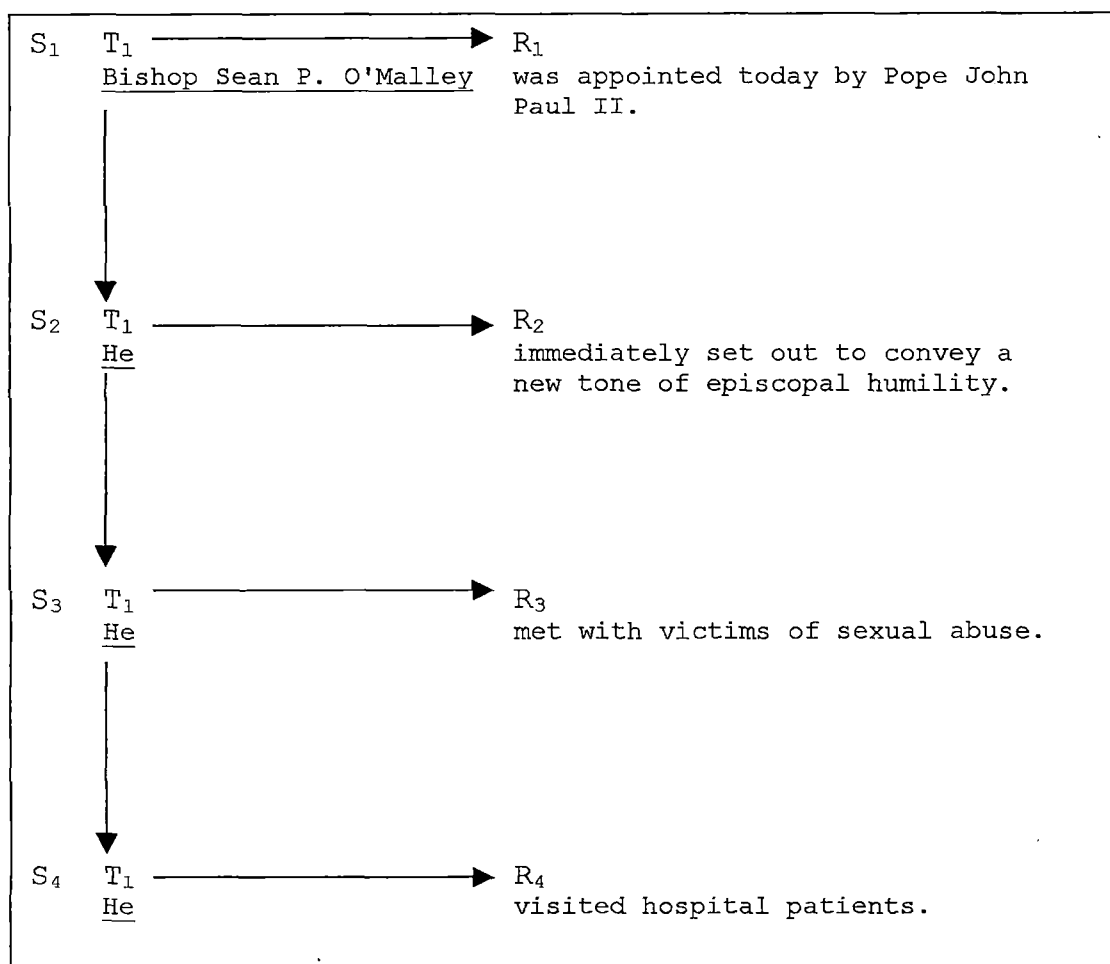 S₁ T₁ R₁
Bishop Sean P. O'Malley was appointed today by Pope John
Paul II.
S₂ T₁ R₂
He immediately set out to convey a
new tone of episcopal humility.
S₃ T₁ R₃
He met with victims of sexual abuse.
S₄ T₁ R₄
He visited hospital patients.